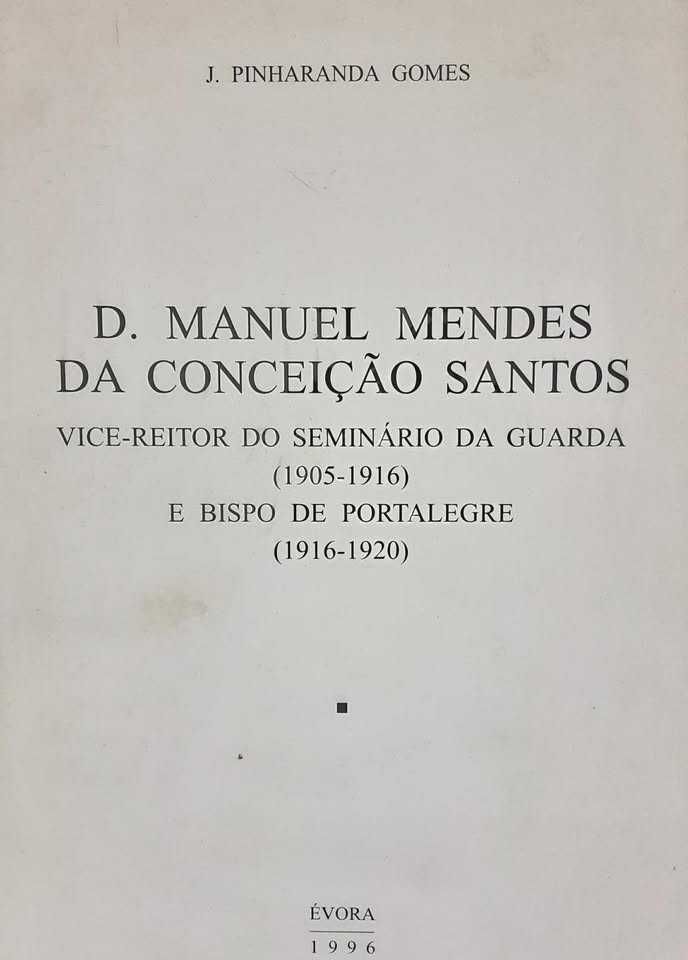 J. PINHARANDA GOMES
D. MANUEL MENDES
DA CONCEIÇÃO SANTOS
VICE-REITOR DO SEMINÁRIO DA GUARDA
(1905-1916)
E BISPO DE PORTALEGRE
(1916-1920)
ÉVORA
1996